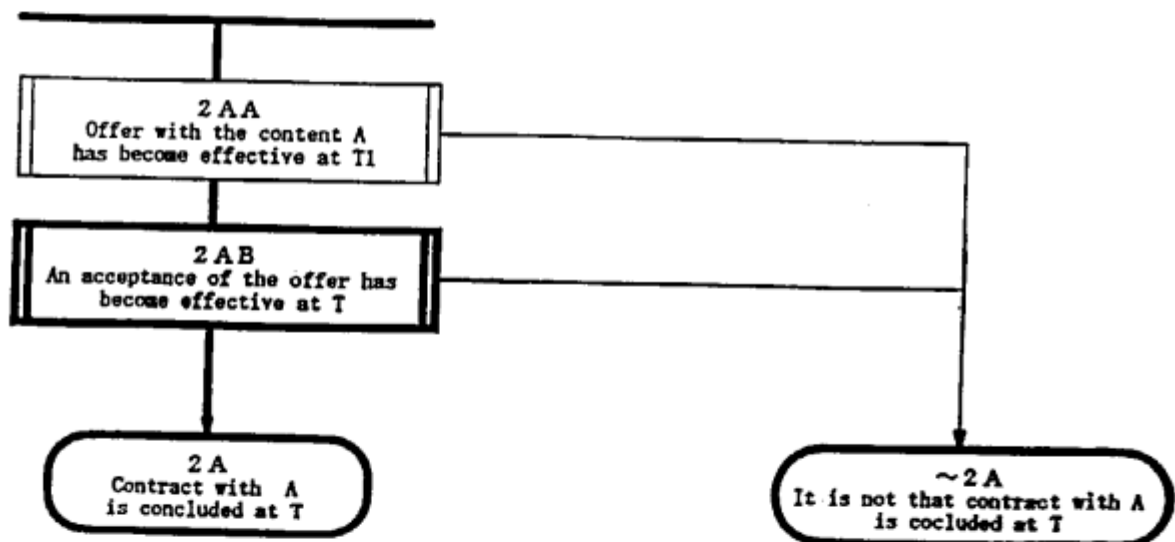 2AA
Offer with the content A
has become effective at T1
2AB
An acceptance of the offer has
become effective at T
2A
Contract with A
is concluded at T
~2A
It is not that contract with A
is cocluded at T